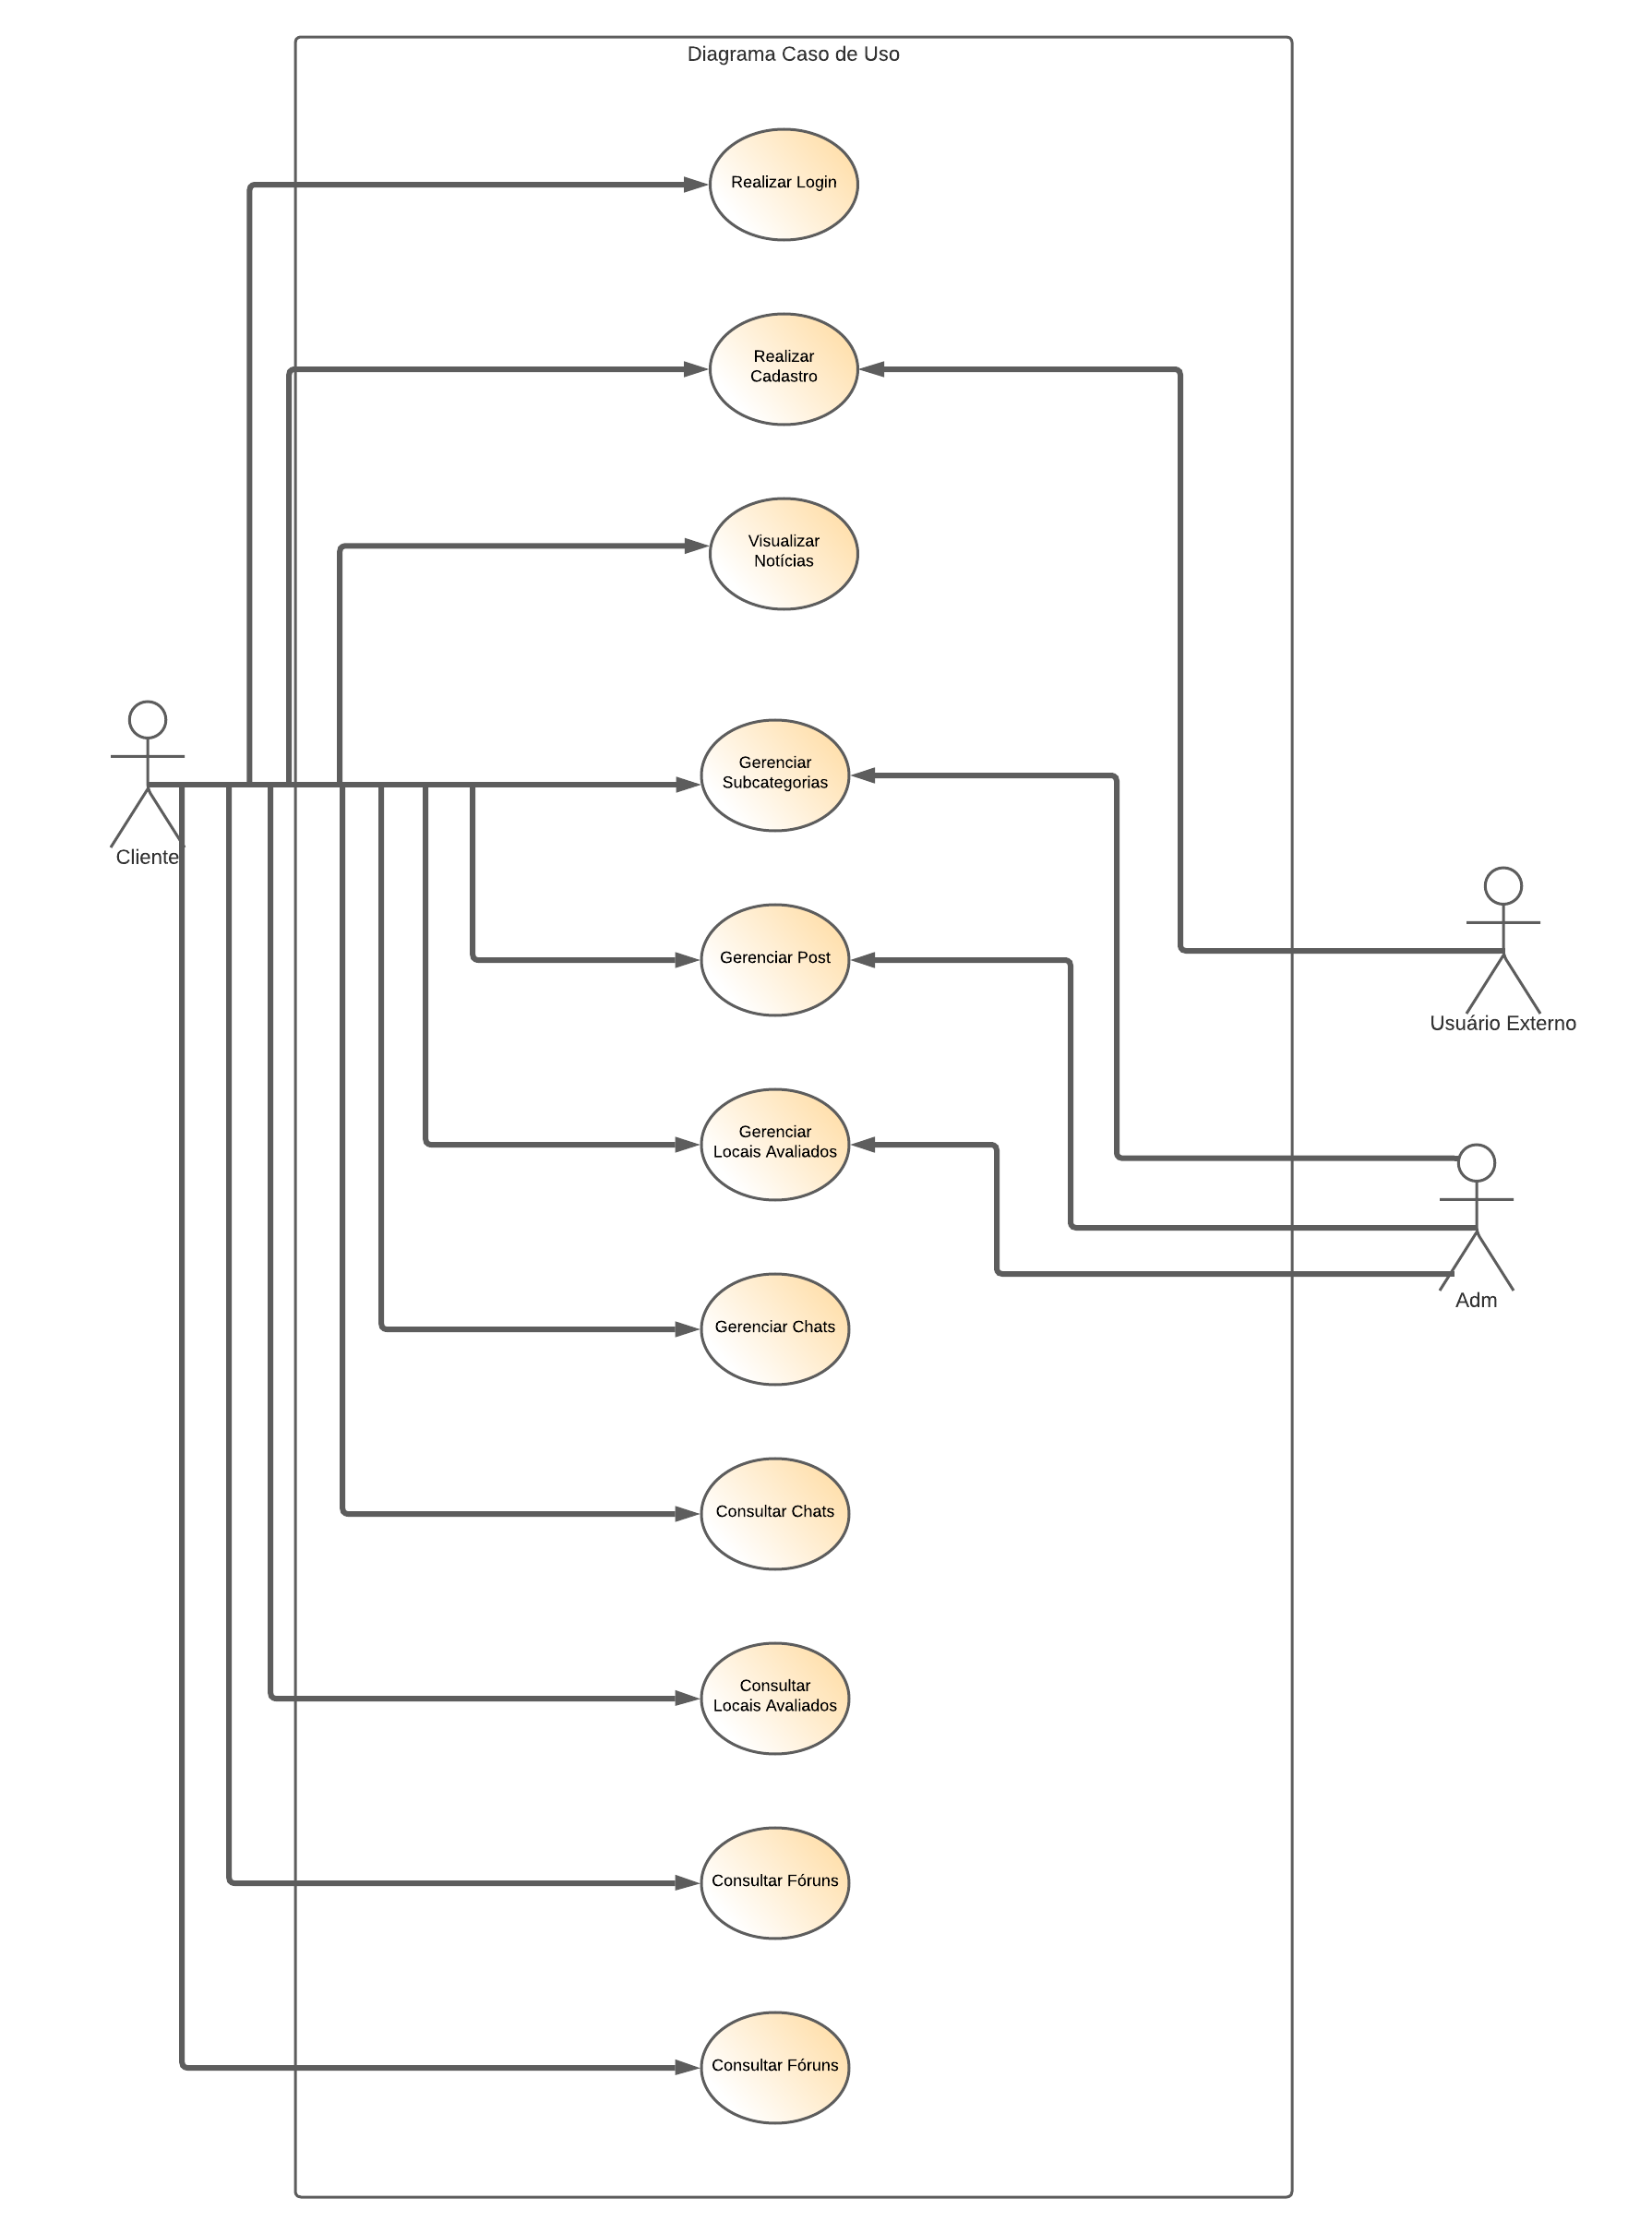 Diagrama Caso de Uso
Realizar Login
Realizar
Cadastro
Visualizar
Notícias
Gerenciar
Subcategorias
Cliente
Gerenciar Post
Usuário Externo
Gerenciar
Locais Avaliados
Adm
Gerenciar Chats
Consultar Chats
Consultar
Locais Avaliados
Consultar Fóruns
Consultar Fóruns